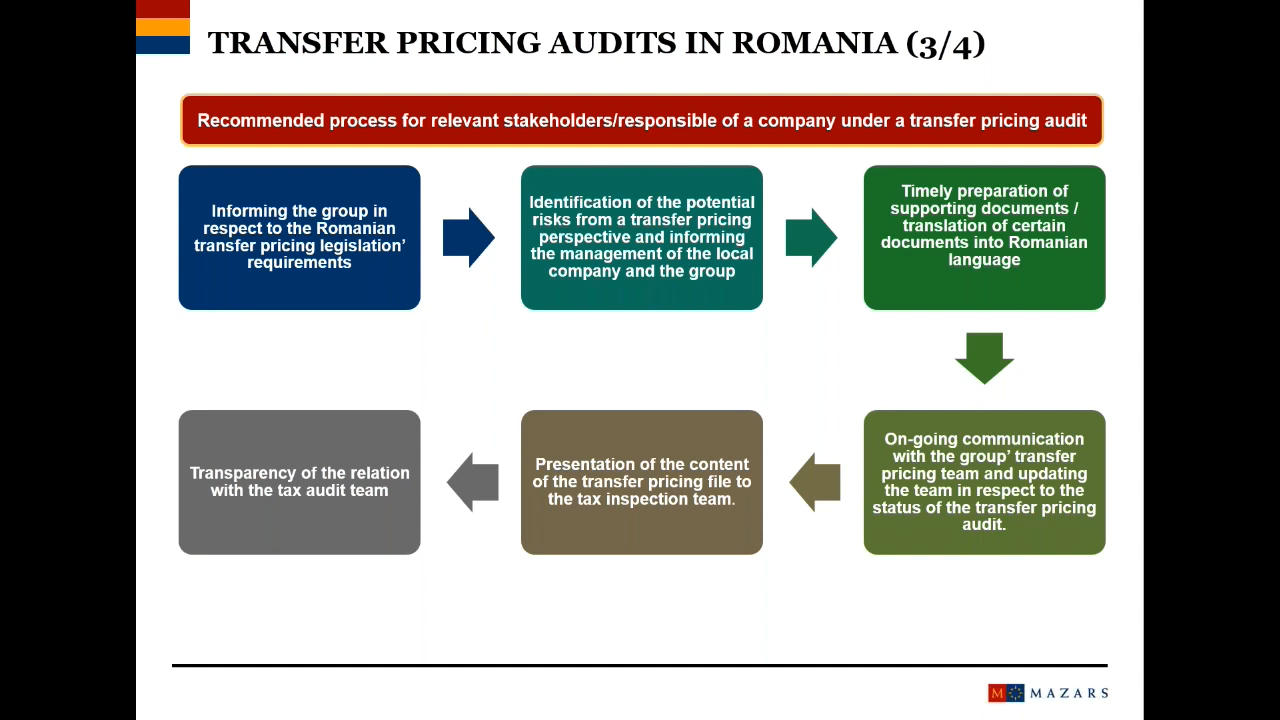 TRANSFER PRICING AUDITS IN ROMANIA (3/4)
Recommended process for relevant stakeholders/responsible of a company under a transfer pricing audit
Informing the group in
respect to the Romanian
transfer pricing legislation’
requirements
Identification of the potential
risks from a transfer pricing
perspective and informing
the management of the local
company and the group
Timely preparation of
supporting documents /
translation of certain
documents into Romanian
language
On-going communication
with the group’ transfer
pricing team and updating
the team in respect to the
status of the transfer pricing
audit.
Presentation of the content
of the transfer pricing file to
the tax inspection team.
Transparency of the relation
with the tax audit team
M MAZARS